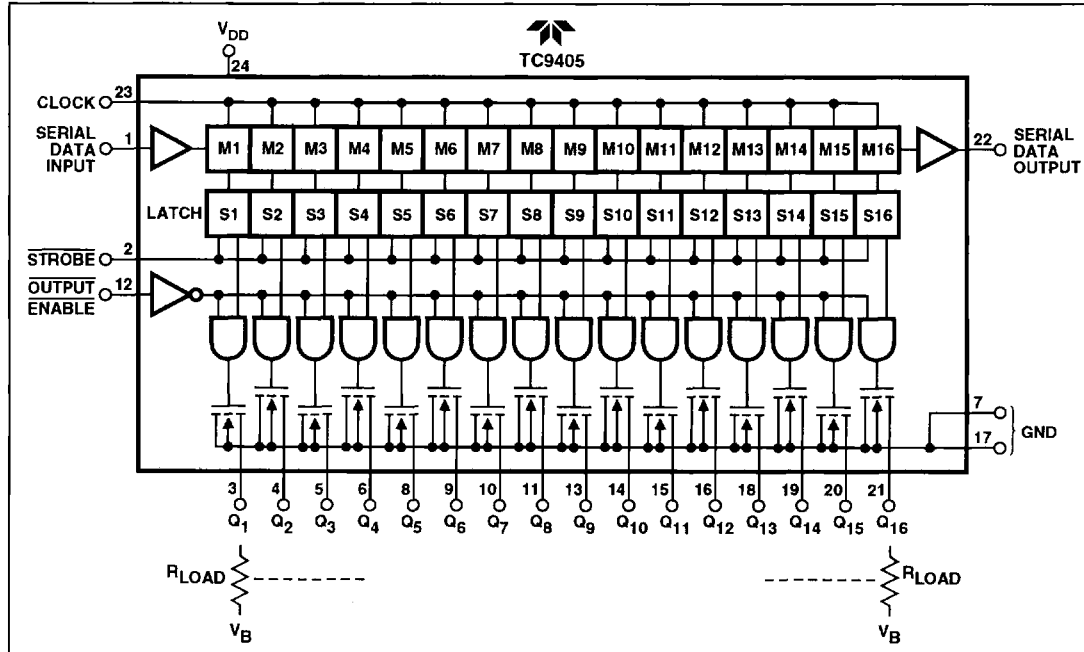 V_DD
24
TC9405
CLOCK 23
SERIAL DATA INPUT 1
M1 M2 M3 M4 M5 M6 M7 M8 M9 M10 M11 M12 M13 M14 M15 M16
22 SERIAL DATA OUTPUT
LATCH S1 S2 S3 S4 S5 S6 S7 S8 S9 S10 S11 S12 S13 S14 S15 S16
STROBE 2
OUTPUT ENABLE 12
7
17
GND
3 4 5 6 8 9 10 11 13 14 15 16 18 19 20 21
Q1 Q2 Q3 Q4 Q5 Q6 Q7 Q8 Q9 Q10 Q11 Q12 Q13 Q14 Q15 Q16
R_LOAD R_LOAD
V_B V_B